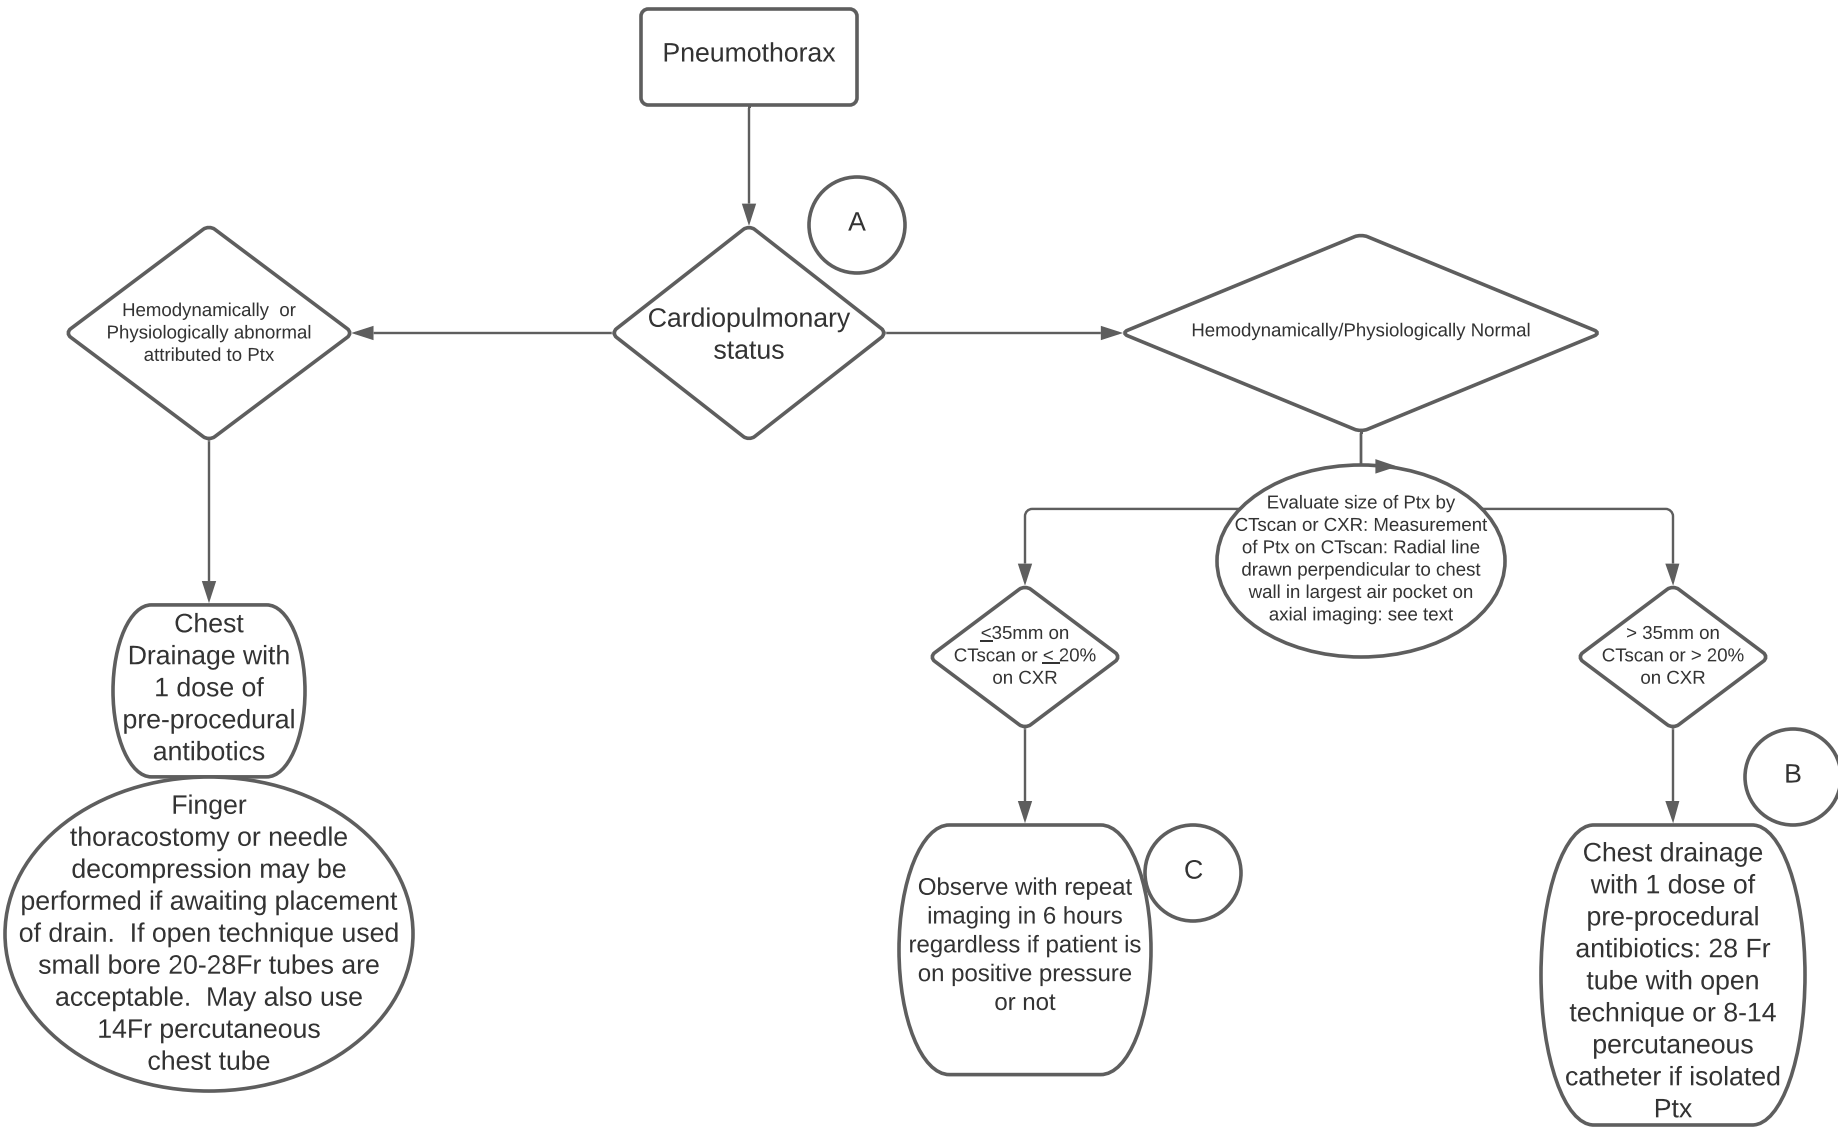 Pneumothorax
A
Cardiopulmonary
status
Hemodynamically  or
Physiologically abnormal
attributed to Ptx
Hemodynamically/Physiologically Normal
Evaluate size of Ptx by
CTscan or CXR: Measurement
of Ptx on CTscan: Radial line
drawn perpendicular to chest
wall in largest air pocket on
axial imaging: see text
<35mm on
CTscan or < 20%
on CXR
> 35mm on
CTscan or > 20%
on CXR
Chest
Drainage with
1 dose of
pre-procedural
antibotics
Finger
thoracostomy or needle
decompression may be
performed if awaiting placement
of drain.  If open technique used
small bore 20-28Fr tubes are
acceptable.  May also use
14Fr percutaneous
chest tube
C
Observe with repeat
imaging in 6 hours
regardless if patient is
on positive pressure
or not
B
Chest drainage
with 1 dose of
pre-procedural
antibiotics: 28 Fr
tube with open
technique or 8-14
percutaneous
catheter if isolated
Ptx